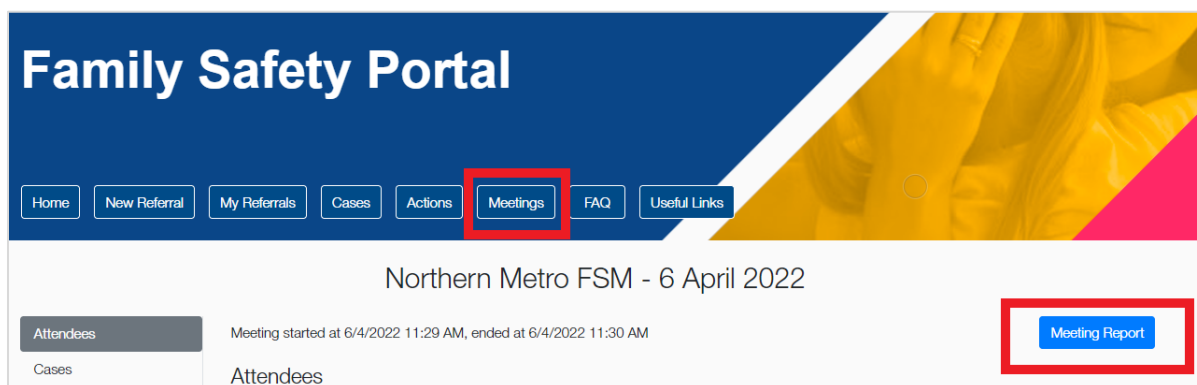 Family Safety Portal
Home New Referral My Referrals Cases Actions Meetings FAQ Useful Links
Northern Metro FSM - 6 April 2022
Attendees Meeting started at 6/4/2022 11:29 AM, ended at 6/4/2022 11:30 AM Meeting Report
Cases Attendees